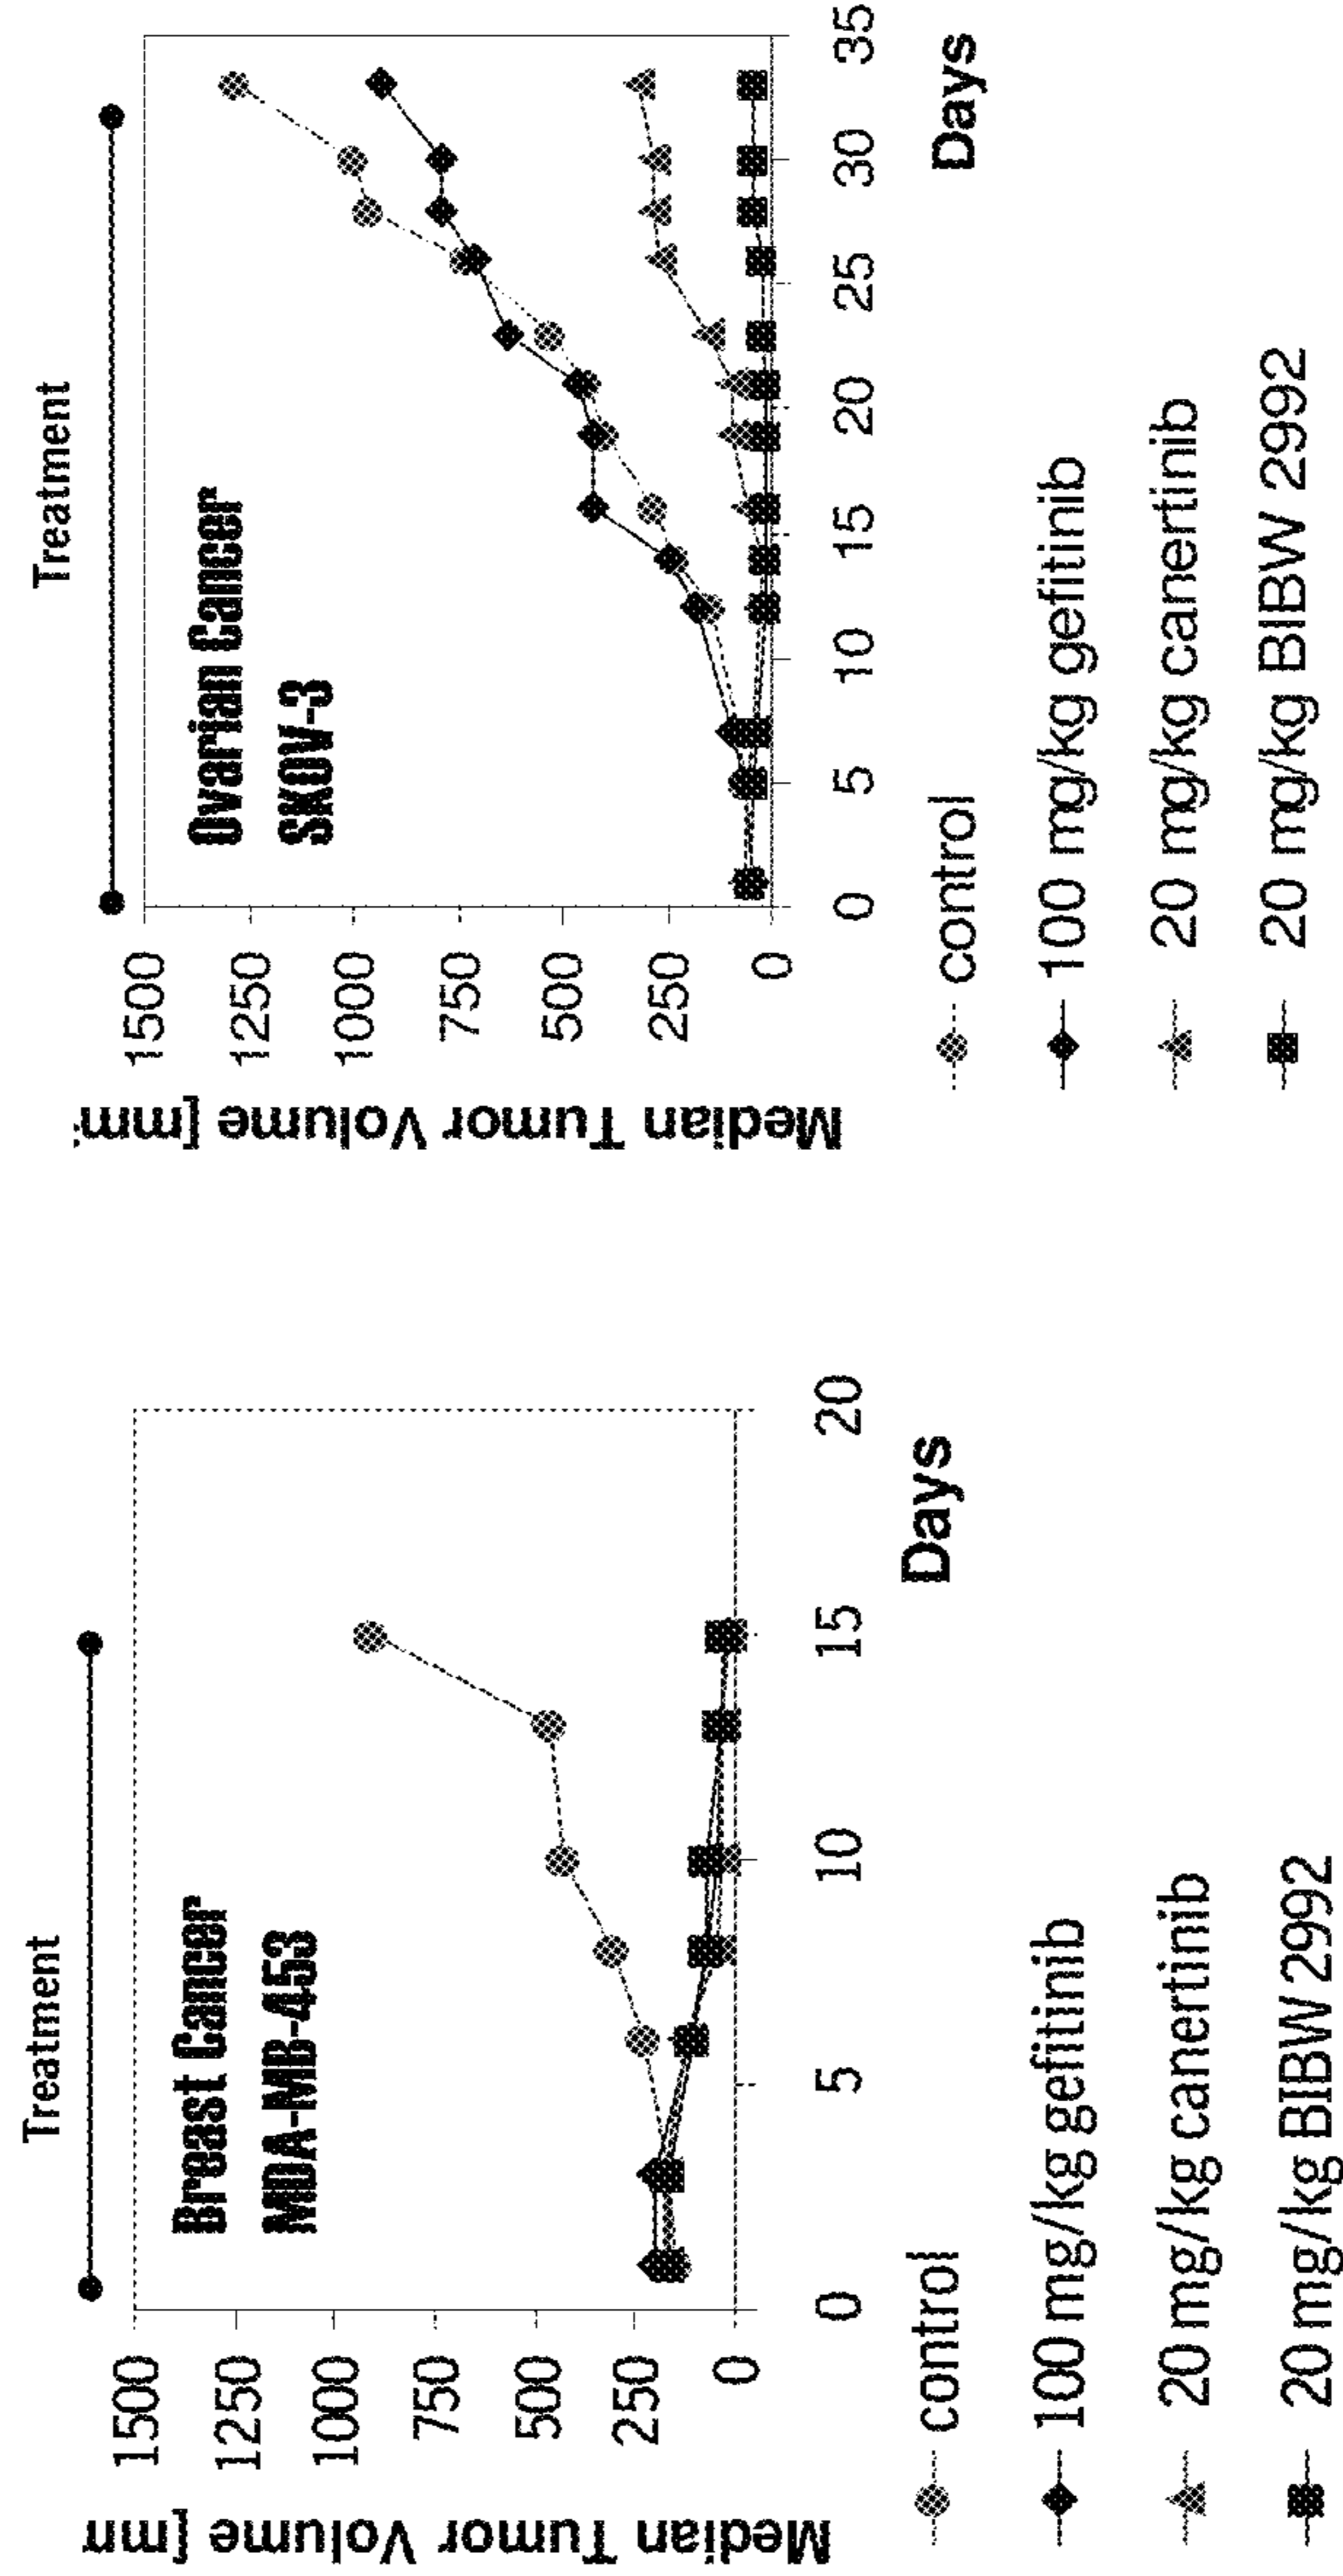 Treatment
Breast Cancer
MDA-MB-453
1500
1250
1000
750
500
250
0
Median Tumor Volume [mm
0
5
10
15
20
Days
control
100 mg/kg gefitinib
20 mg/kg canertinib
20 mg/kg BIBW 2992
Treatment
Ovarian Cancer
SKOV-3
1500
1250
1000
750
500
250
0
Median Tumor Volume [mm
0
5
10
15
20
25
30
35
Days
control
100 mg/kg gefitinib
20 mg/kg canertinib
20 mg/kg BIBW 2992